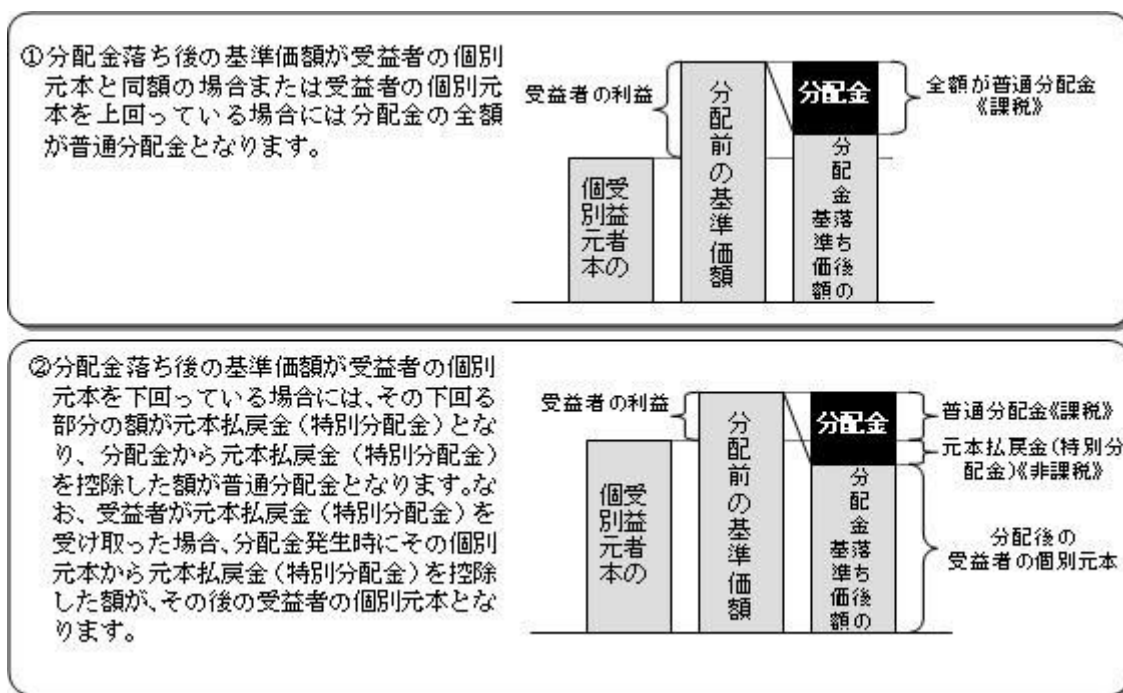 ①分配金落ち後の基準価額が受益者の個別
元本と同額の場合または受益者の個別元
本を上回っている場合には分配金の全額
が普通分配金となります。
受益者の利益
受益者の
個別元本
分配前の基準価額
分配金
分配金落ち後の
基準価額
全額が普通分配金
《課税》
②分配金落ち後の基準価額が受益者の個別
元本を下回っている場合には、その下回る
部分の額が元本払戻金（特別分配金）とな
り、分配金から元本払戻金（特別分配金）
を控除した額が普通分配金となります。な
お、受益者が元本払戻金（特別分配金）を
受け取った場合、分配金発生時にその個別
元本から元本払戻金（特別分配金）を控除
した額が、その後の受益者の個別元本とな
ります。
受益者の利益
受益者の
個別元本
分配前の基準価額
分配金
分配金落ち後の
基準価額
普通分配金《課税》
元本払戻金（特別分
配金）《非課税》
分配後の
受益者の個別元本